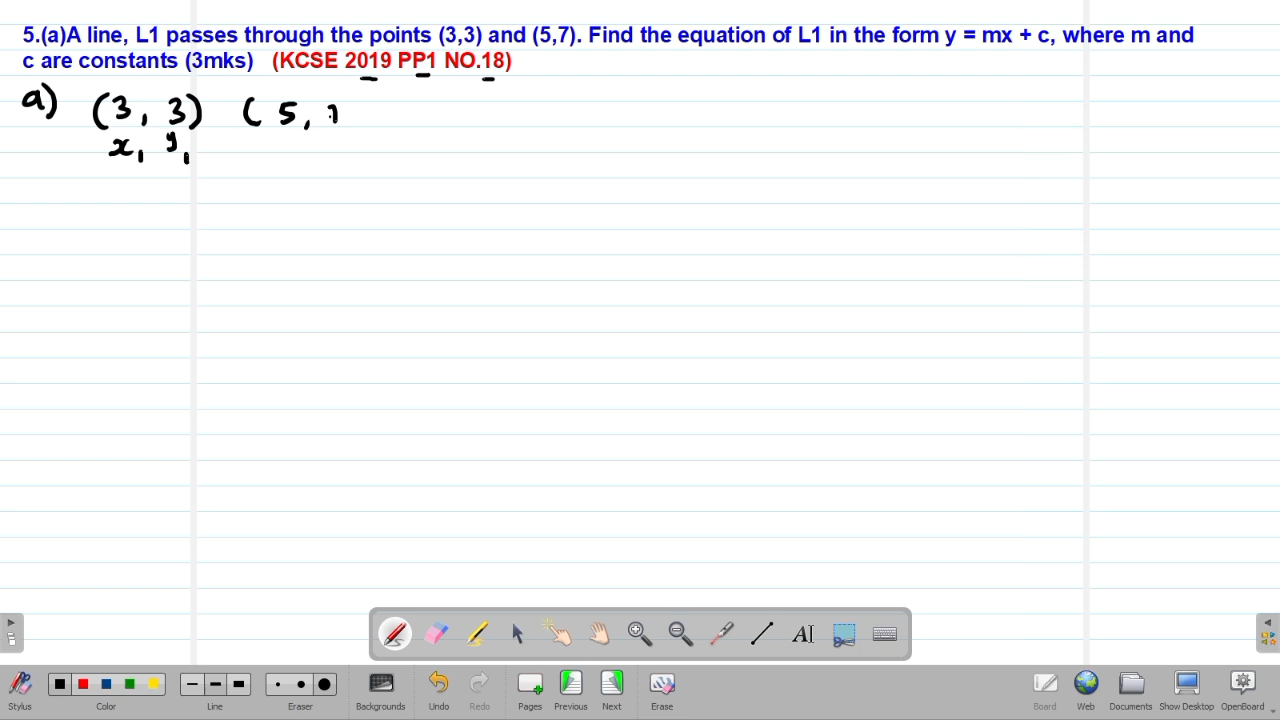 5.(a)A line, L1 passes through the points (3,3) and (5,7). Find the equation of L1 in the form y = mx + c, where m and
c are constants (3mks) (KCSE 2019 PP1 NO.18)
a) (3, 3) ( 5,
x₁ y₁
Stylus Color Line Eraser Backgrounds Undo Redo Pages Previous Next Erase Board Web Documents Show Desktop OpenBoard